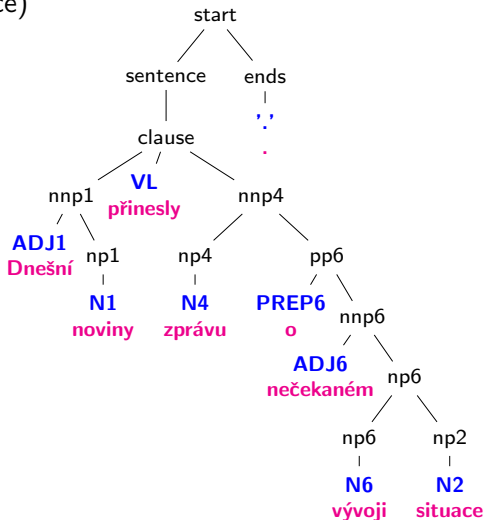 ce)
start
sentence ends
'.'
clause .
VL
nnp1 přinesly nnp4
ADJ1
Dnešní np1 np4 pp6
N1 N4 PREP6 nnp6
noviny zprávu o
ADJ6
nečekaném np6
np6 np2
N6 N2
vývoji situace